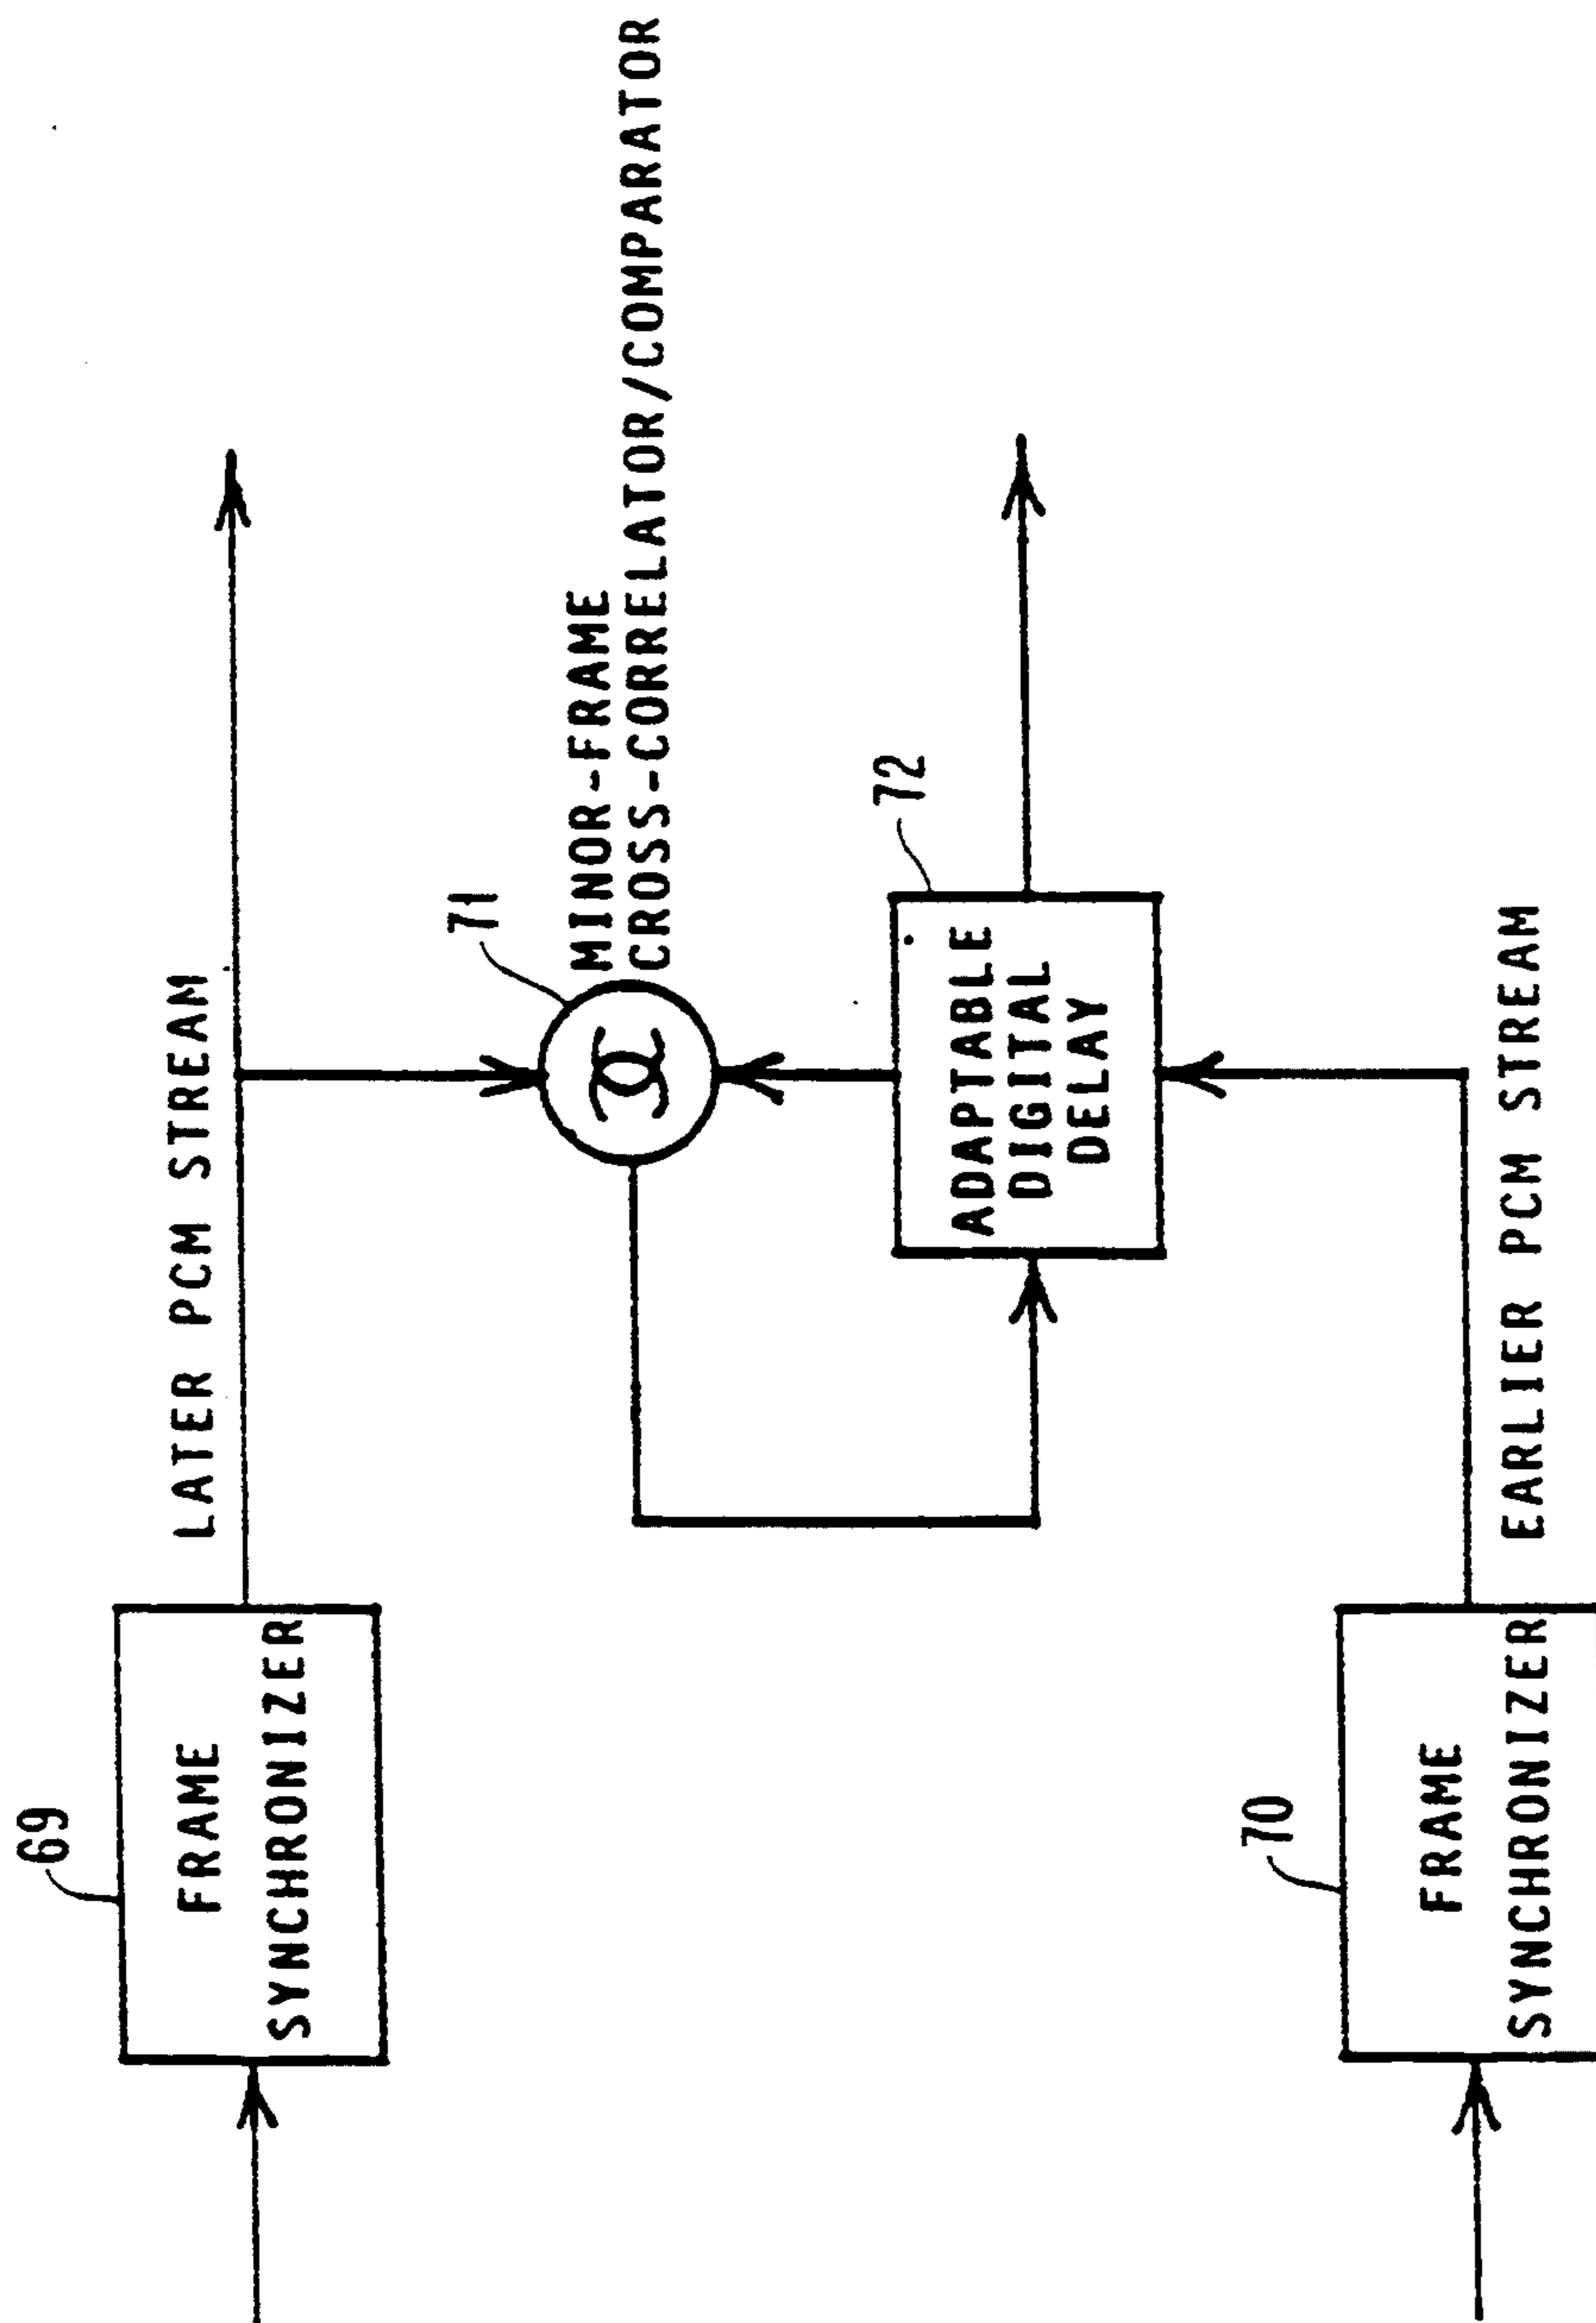 69
FRAME
SYNCHRONIZER
LATER PCM STREAM
71
MINOR-FRAME
CROSS-CORRELATOR/COMPARATOR
72
ADAPTABLE
DIGITAL
DELAY
70
FRAME
SYNCHRONIZER
EARLIER PCM STREAM